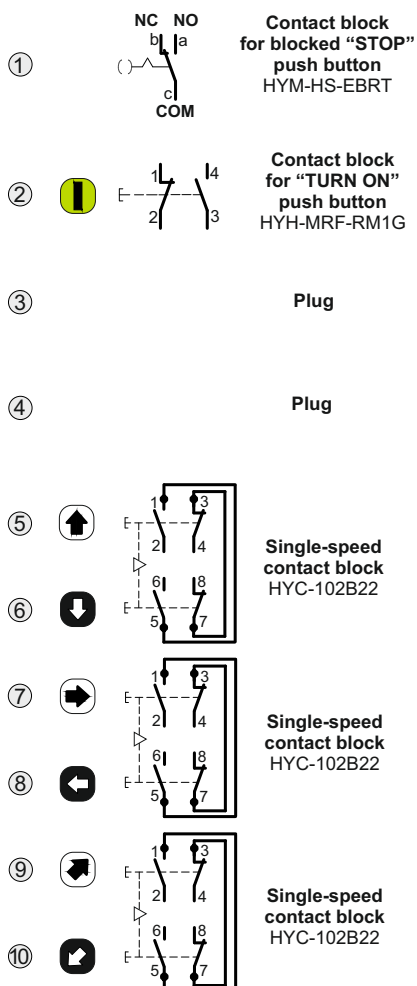 NC NO
b a
c
COM
1
Contact block
for blocked “STOP”
push button
HYM-HS-EBRT
1 4
2 3
2
Contact block
for “TURN ON”
push button
HYH-MRF-RM1G
3
Plug
4
Plug
1 3
5
2 4
6 8
6
5 7
Single-speed
contact block
HYC-102B22
1 3
7
2 4
6 8
8
5 7
Single-speed
contact block
HYC-102B22
1 3
9
2 4
6 8
10
5 7
Single-speed
contact block
HYC-102B22